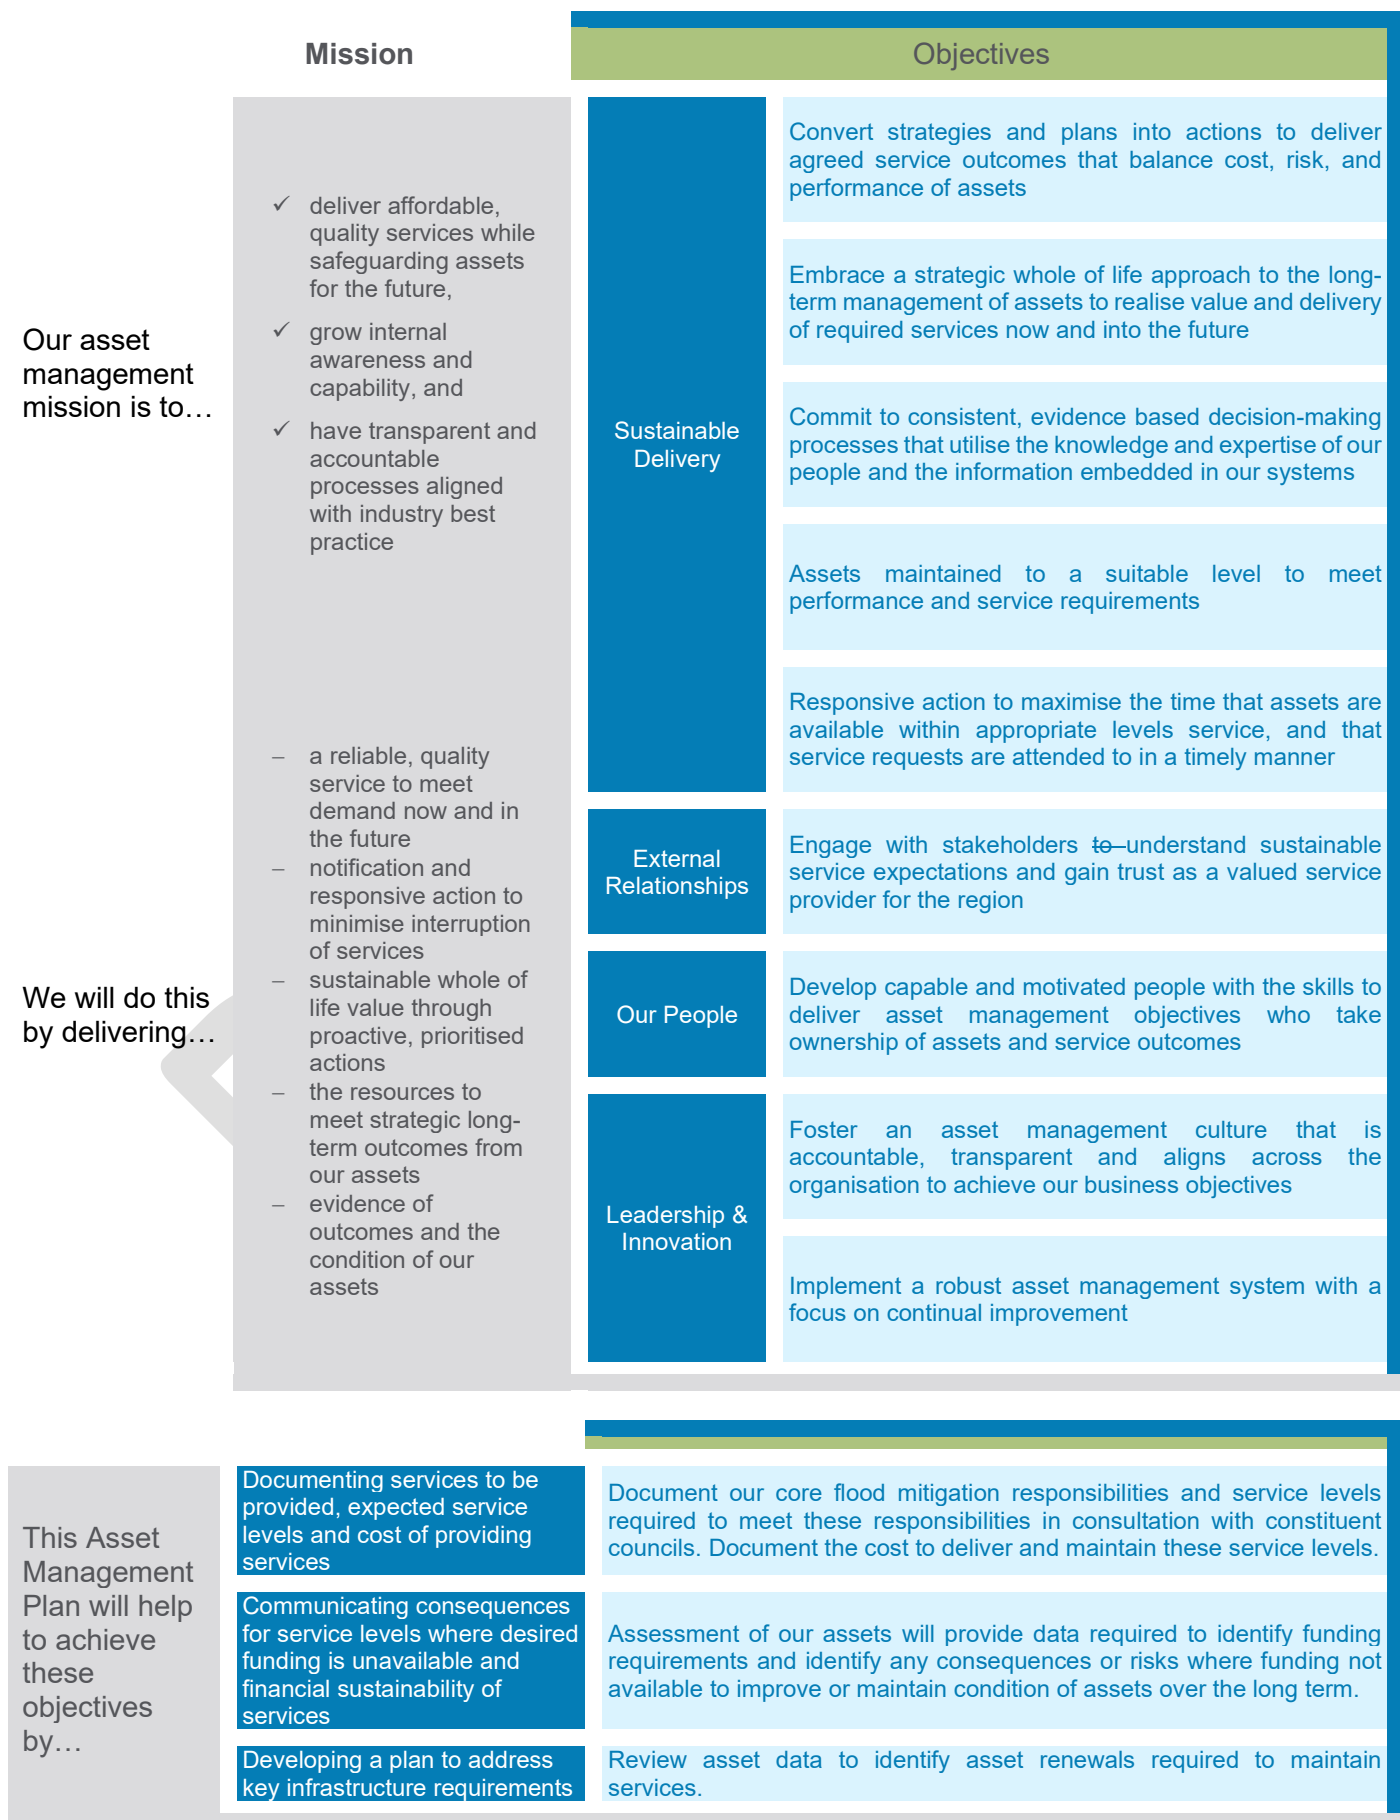 Mission
Objectives
Our asset
management
mission is to…
✓ deliver affordable,
quality services while
safeguarding assets
for the future,
✓ grow internal
awareness and
capability, and
✓ have transparent and
accountable
processes aligned
with industry best
practice
We will do this
by delivering…
– a reliable, quality
service to meet
demand now and in
the future
– notification and
responsive action to
minimise interruption
of services
– sustainable whole of
life value through
proactive, prioritised
actions
– the resources to
meet strategic long-
term outcomes from
our assets
– evidence of
outcomes and the
condition of our
assets
Sustainable
Delivery
Convert strategies and plans into actions to deliver
agreed service outcomes that balance cost, risk, and
performance of assets
Embrace a strategic whole of life approach to the long-
term management of assets to realise value and delivery
of required services now and into the future
Commit to consistent, evidence based decision-making
processes that utilise the knowledge and expertise of our
people and the information embedded in our systems
Assets maintained to a suitable level to meet
performance and service requirements
Responsive action to maximise the time that assets are
available within appropriate levels service, and that
service requests are attended to in a timely manner
External
Relationships
Engage with stakeholders to understand sustainable
service expectations and gain trust as a valued service
provider for the region
Our People
Develop capable and motivated people with the skills to
deliver asset management objectives who take
ownership of assets and service outcomes
Leadership &
Innovation
Foster an asset management culture that is
accountable, transparent and aligns across the
organisation to achieve our business objectives
Implement a robust asset management system with a
focus on continual improvement
This Asset
Management
Plan will help
to achieve
these
objectives
by…
Documenting services to be
provided, expected service
levels and cost of providing
services
Document our core flood mitigation responsibilities and service levels
required to meet these responsibilities in consultation with constituent
councils. Document the cost to deliver and maintain these service levels.
Communicating consequences
for service levels where desired
funding is unavailable and
financial sustainability of
services
Assessment of our assets will provide data required to identify funding
requirements and identify any consequences or risks where funding not
available to improve or maintain condition of assets over the long term.
Developing a plan to address
key infrastructure requirements
Review asset data to identify asset renewals required to maintain
services.